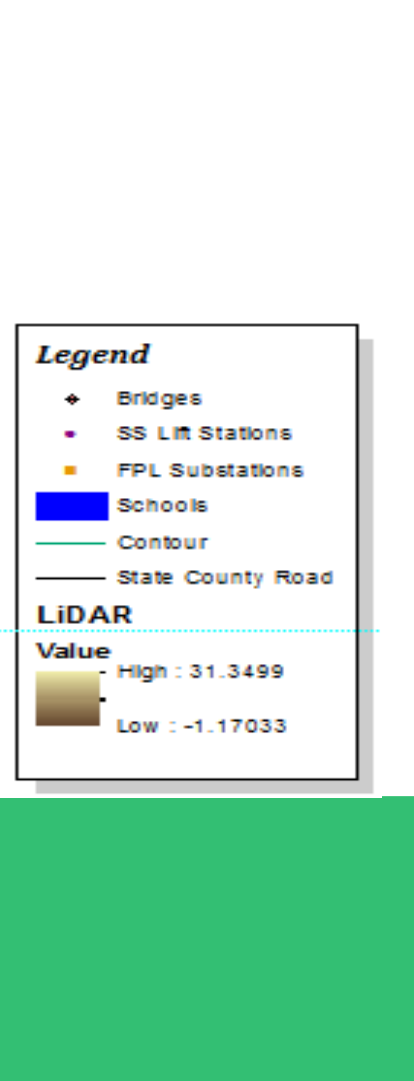 Legend
Bridges
SS Lift Stations
FPL Substations
Schools
Contour
State County Road
LiDAR
Value
High : 31.3499
Low : -1.17033